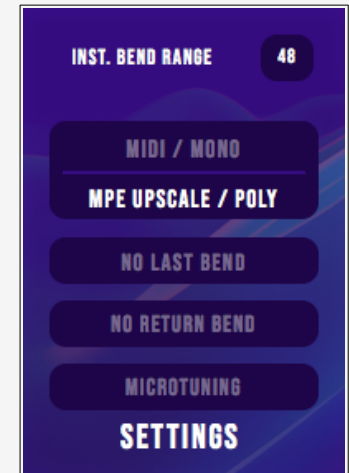 INST. BEND RANGE 48
MIDI / MONO
MPE UPSCALE / POLY
NO LAST BEND
NO RETURN BEND
MICROTUNING
SETTINGS